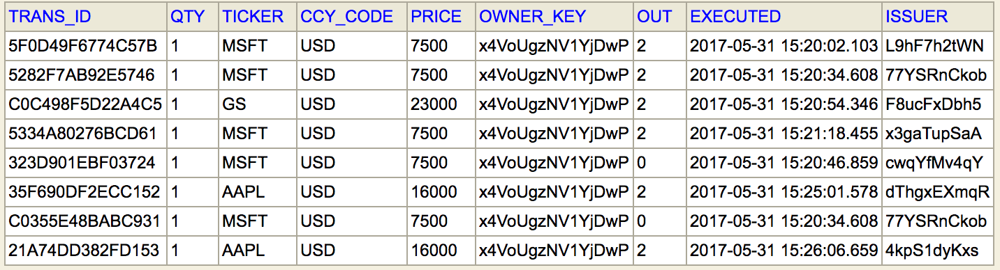 TRANS_ID QTY TICKER CCY_CODE PRICE OWNER_KEY OUT EXECUTED ISSUER
5F0D49F6774C57B 1 MSFT USD 7500 x4VoUgzNV1YjDwP 2 2017-05-31 15:20:02.103 L9hF7h2tWN
5282F7AB92E5746 1 MSFT USD 7500 x4VoUgzNV1YjDwP 2 2017-05-31 15:20:34.608 77YSRnCkob
C0C498F5D22A4C5 1 GS USD 23000 x4VoUgzNV1YjDwP 2 2017-05-31 15:20:54.346 F8ucFxDbh5
5334A80276BCD61 1 MSFT USD 7500 x4VoUgzNV1YjDwP 2 2017-05-31 15:21:18.455 x3gaTupSaA
323D901EBF03724 1 MSFT USD 7500 x4VoUgzNV1YjDwP 0 2017-05-31 15:20:46.859 cwqYfMv4qY
35F690DF2ECC152 1 AAPL USD 16000 x4VoUgzNV1YjDwP 2 2017-05-31 15:25:01.578 dThgxEXmqR
C0355E48BABC931 1 MSFT USD 7500 x4VoUgzNV1YjDwP 0 2017-05-31 15:20:34.608 77YSRnCkob
21A74DD382FD153 1 AAPL USD 16000 x4VoUgzNV1YjDwP 2 2017-05-31 15:26:06.659 4kpS1dyKxs